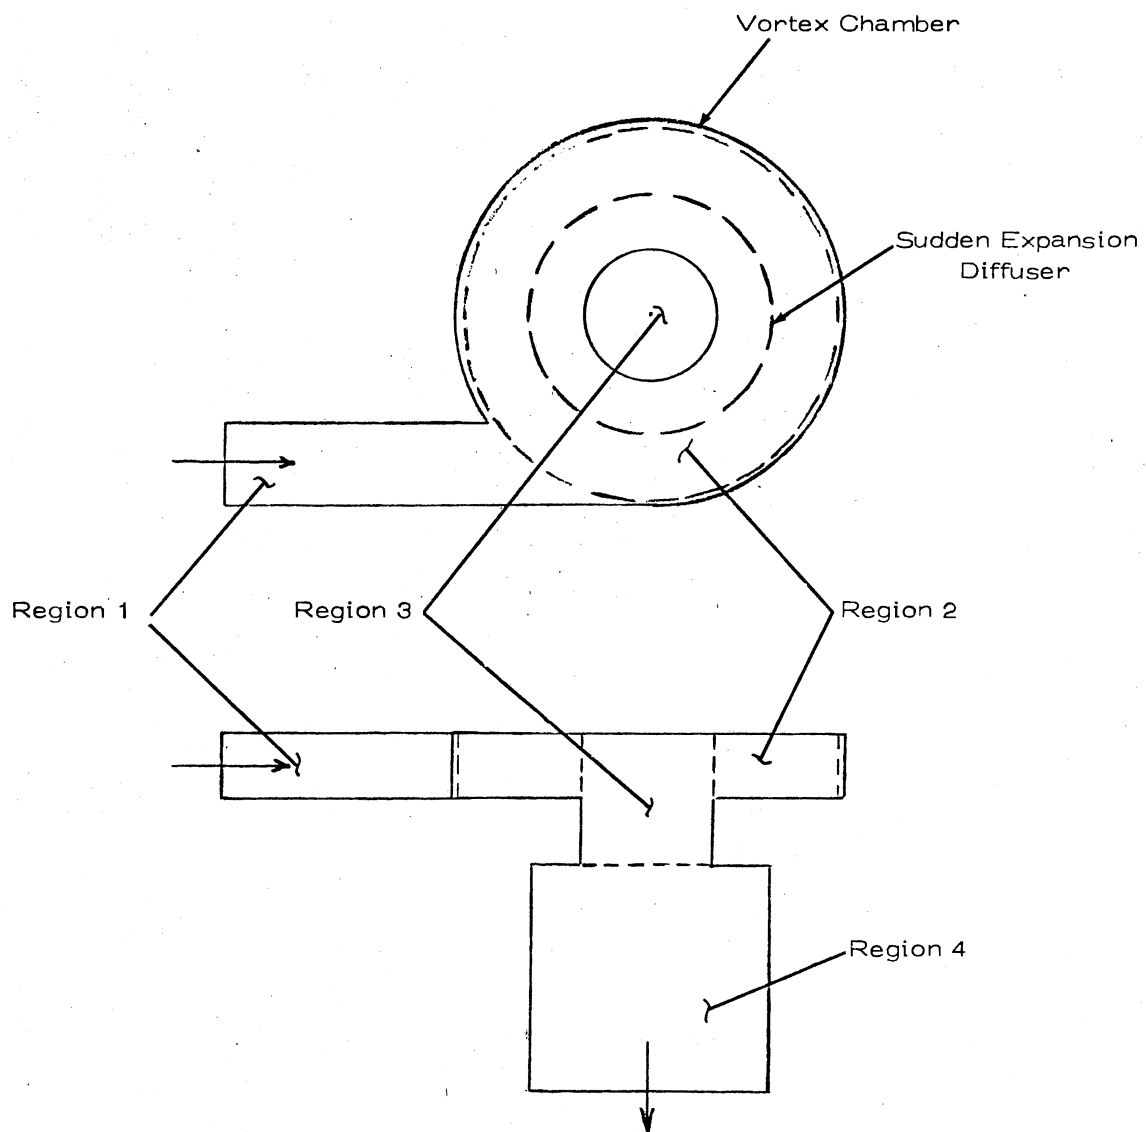 Vortex Chamber
Sudden Expansion
Diffuser
Region 1
Region 3
Region 2
Region 4